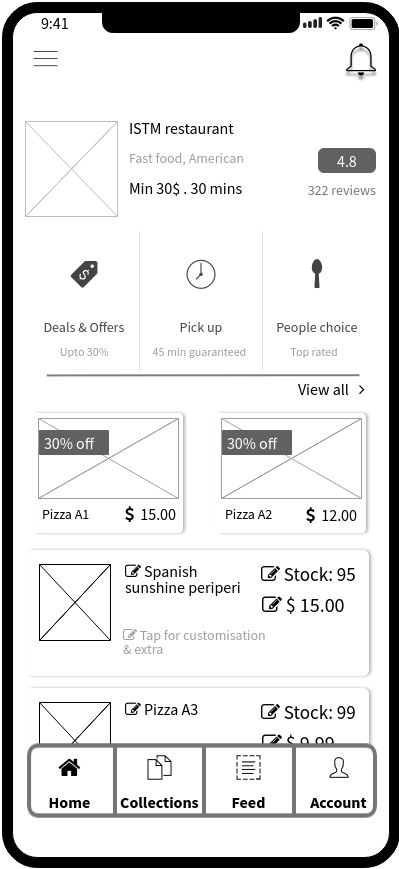 9:41
ISTM restaurant
Fast food, American
4.8
Min 30$ . 30 mins
322 reviews
Deals & Offers
Pick up
People choice
Upto 30%
45 min guaranteed
Top rated
View all
30% off
30% off
Pizza A1
$ 15.00
Pizza A2
$ 12.00
Spanish
sunshine periperi
Stock: 95
$ 15.00
Tap for customisation
& extra
Pizza A3
Stock: 99
$ 9.99
Home
Collections
Feed
Account